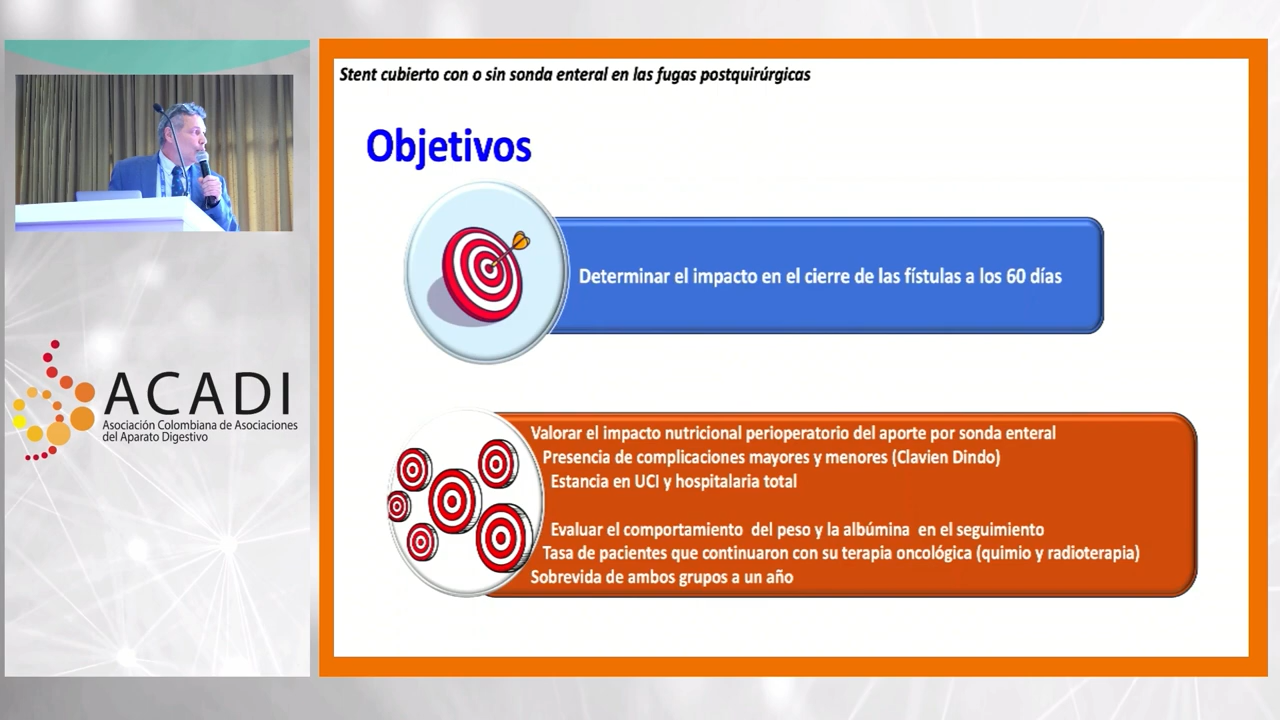 Stent cubierto con o sin sonda enteral en las fugas postquirúrgicas
Objetivos
Determinar el impacto en el cierre de las fístulas a los 60 días
Valorar el impacto nutricional perioperatorio del aporte por sonda enteral
Presencia de complicaciones mayores y menores (Clavien Dindo)
Estancia en UCI y hospitalaria total
Evaluar el comportamiento del peso y la albúmina en el seguimiento
Tasa de pacientes que continuaron con su terapia oncológica (quimio y radioterapia)
Sobrevida de ambos grupos a un año
ACADI
Asociación Colombiana de Asociaciones
del Aparato Digestivo